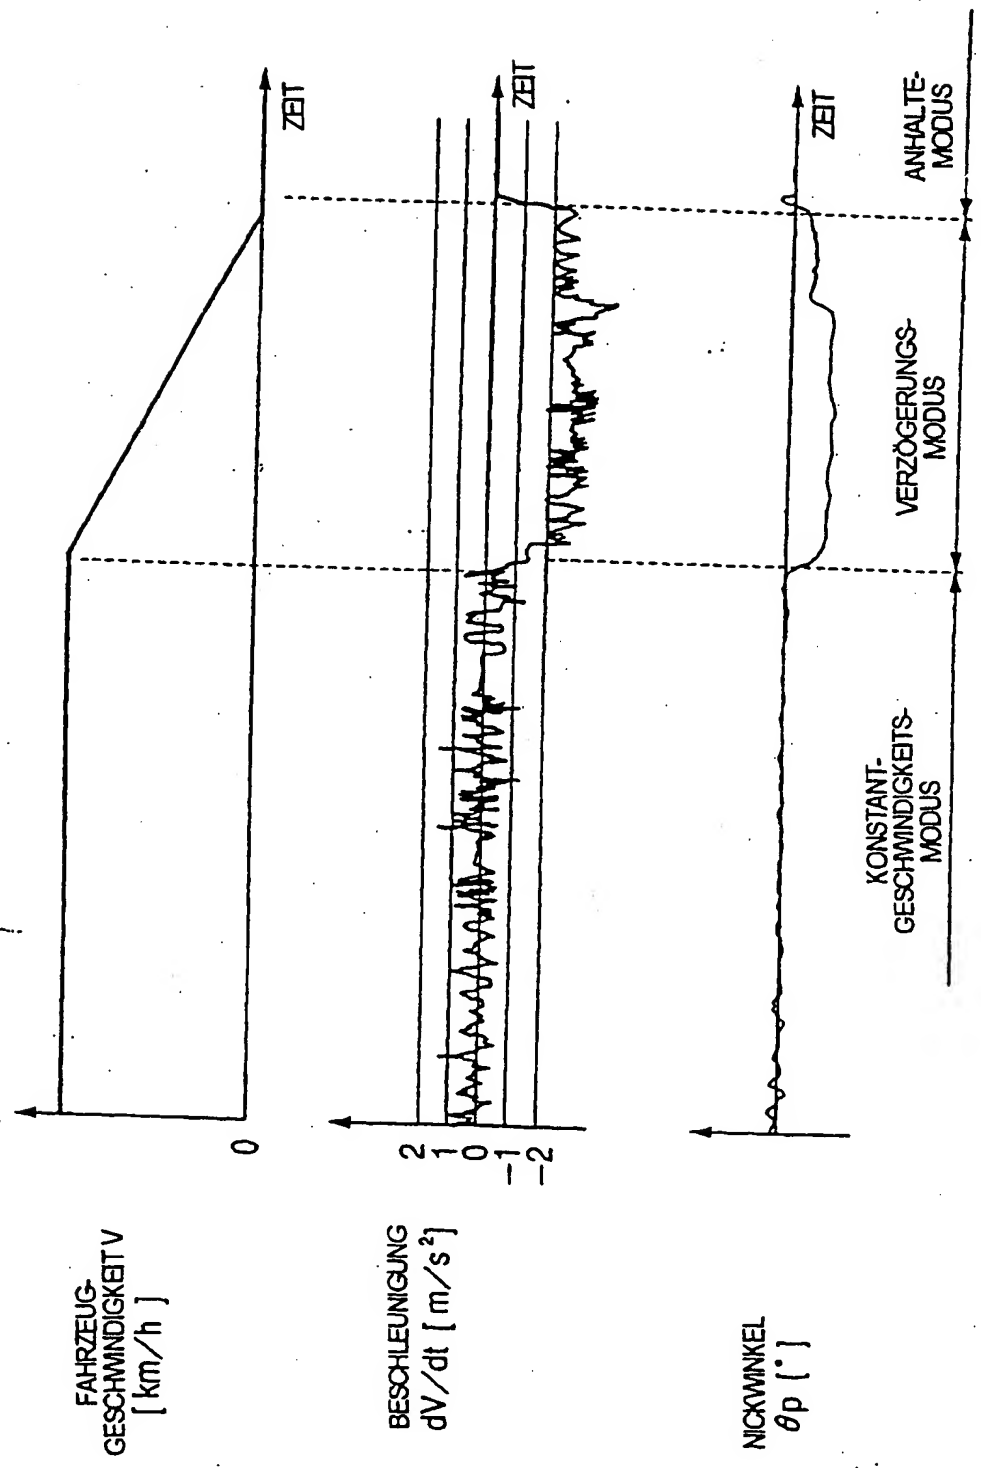 FAHRZEUG-
GESCHWINDIGKEIT V
[ km/h ]
0
ZEIT
BESCHLEUNIGUNG
dV/dt [ m/s² ]
2
1
0
-1
-2
ZEIT
NICKWINKEL
θp [ ° ]
ZEIT
KONSTANT-
GESCHWINDIGKEITS-
MODUS
VERZÖGERUNGS-
MODUS
ANHALTE-
MODUS